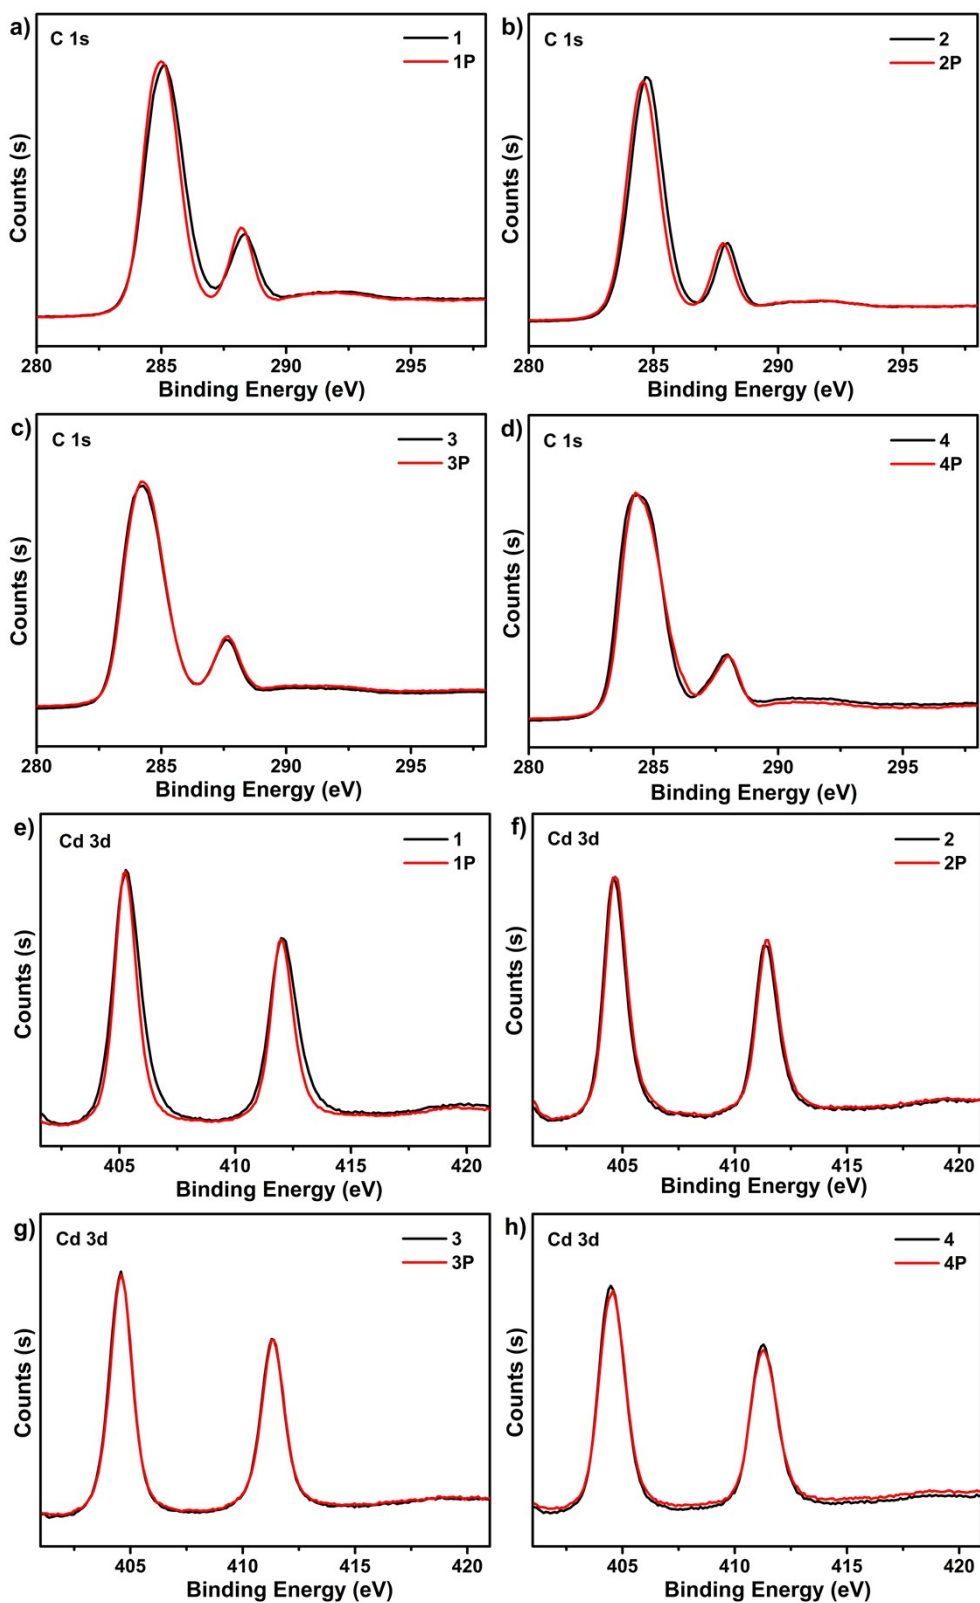 a)
C 1s
1
1P
Counts (s)
280 285 290 295
Binding Energy (eV)
b)
C 1s
2
2P
Counts (s)
280 285 290 295
Binding Energy (eV)
c)
C 1s
3
3P
Counts (s)
280 285 290 295
Binding Energy (eV)
d)
C 1s
4
4P
Counts (s)
280 285 290 295
Binding Energy (eV)
e)
Cd 3d
1
1P
Counts (s)
405 410 415 420
Binding Energy (eV)
f)
Cd 3d
2
2P
Counts (s)
405 410 415 420
Binding Energy (eV)
g)
Cd 3d
3
3P
Counts (s)
405 410 415 420
Binding Energy (eV)
h)
Cd 3d
4
4P
Counts (s)
405 410 415 420
Binding Energy (eV)